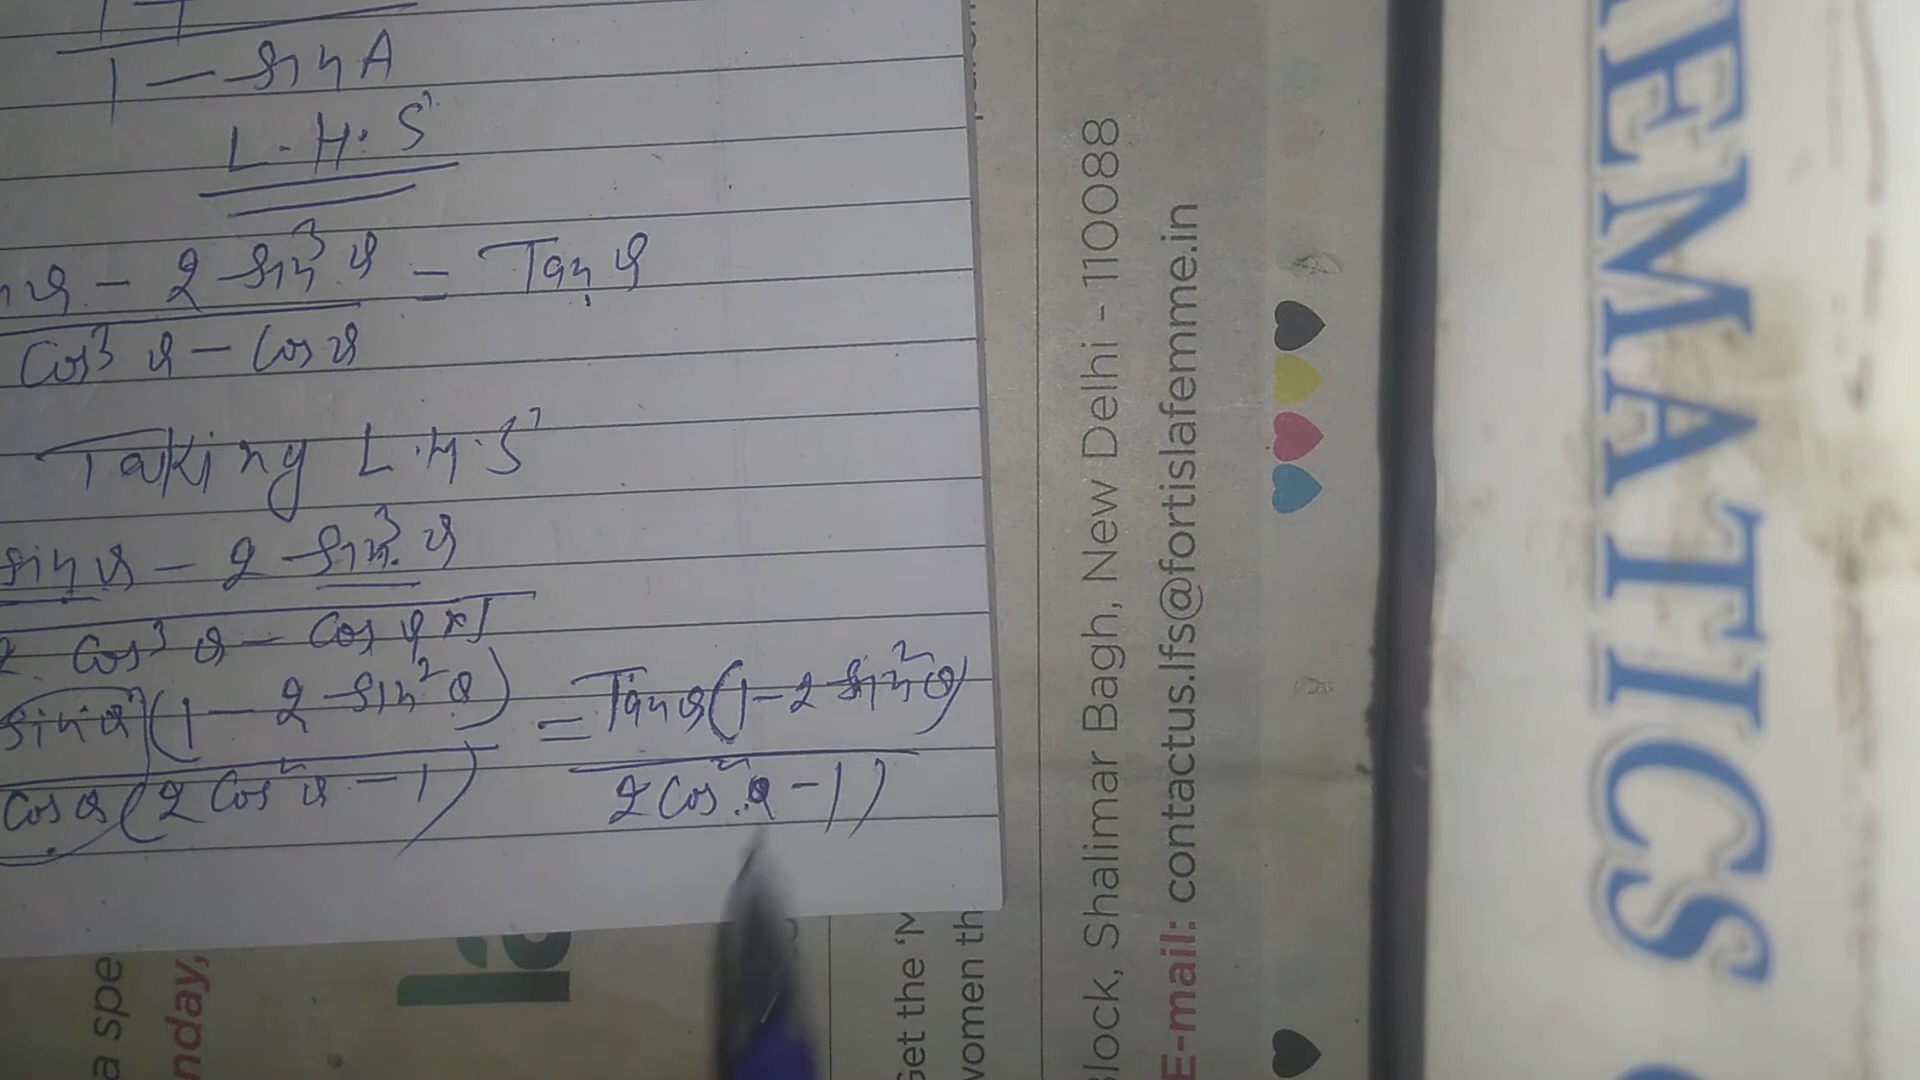 1 - sin A
L.H.S
- 2 sin³ θ = Tan θ
Cos³ θ - Cos θ
Taking L.H.S
sin θ - 2 sin³ θ
Cos³ θ - Cos θ × 1
sin θ (1 - 2 sin² θ) = Tan θ (1 - 2 sin² θ)
Cos θ (2 Cos² θ - 1) 2 Cos² θ - 1)
a spe
nday,
Get the 'M
women th
Block, Shalimar Bagh, New Delhi - 110088
E-mail: contactus.lfs@fortislafemme.in
EMATICS